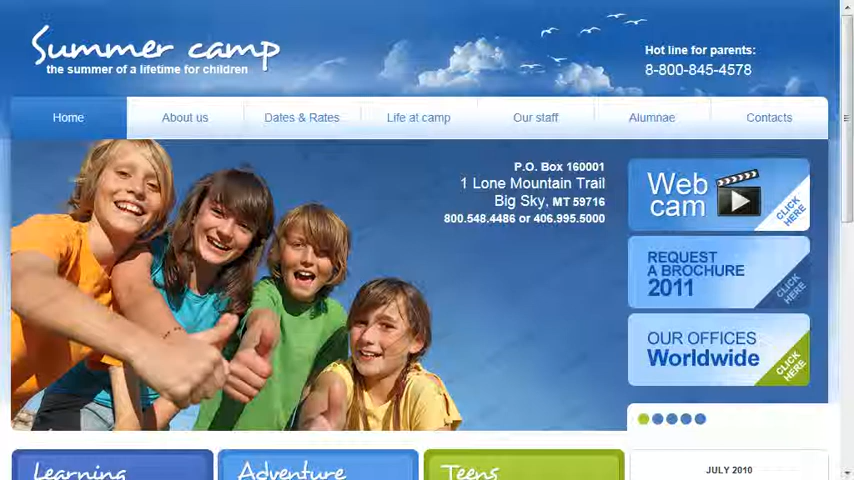 Summer camp
the summer of a lifetime for children
Hot line for parents:
8-800-845-4578
Home
About us
Dates & Rates
Life at camp
Our staff
Alumnae
Contacts
P.O. Box 160001
1 Lone Mountain Trail
Big Sky, MT 59716
800.548.4486 or 406.995.5000
Web
cam
CLICK
HERE
REQUEST
A BROCHURE
2011
CLICK
HERE
OUR OFFICES
Worldwide
CLICK
HERE
Learning
Adventure
Teens
JULY 2010